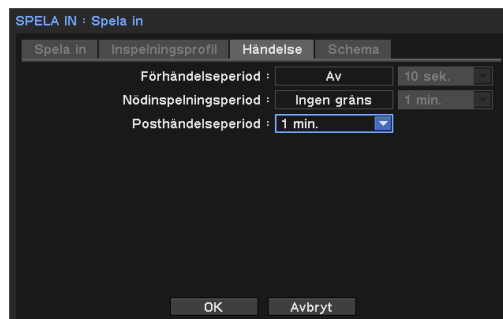 SPELA IN : Spela in
Spela in Inspelningsprofil Händelse Schema
Förhändelseperiod : Av 10 sek.
Nödinspelningsperiod : Ingen gräns 1 min.
Posthändelseperiod : 1 min.
OK Avbryt